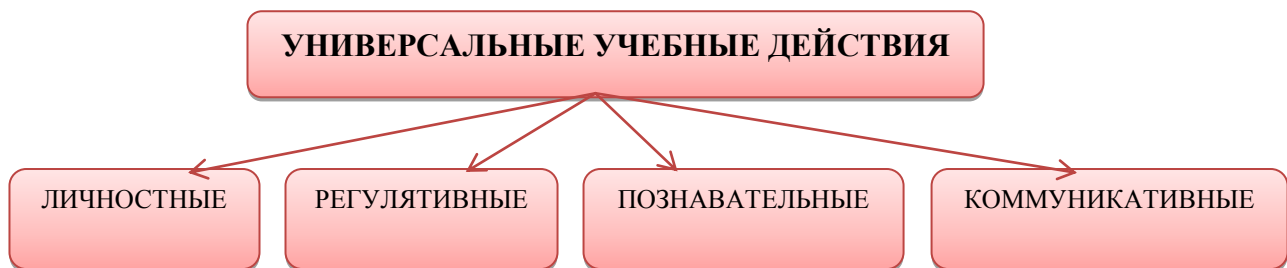 УНИВЕРСАЛЬНЫЕ УЧЕБНЫЕ ДЕЙСТВИЯ
ЛИЧНОСТНЫЕ
РЕГУЛЯТИВНЫЕ
ПОЗНАВАТЕЛЬНЫЕ
КОММУНИКАТИВНЫЕ